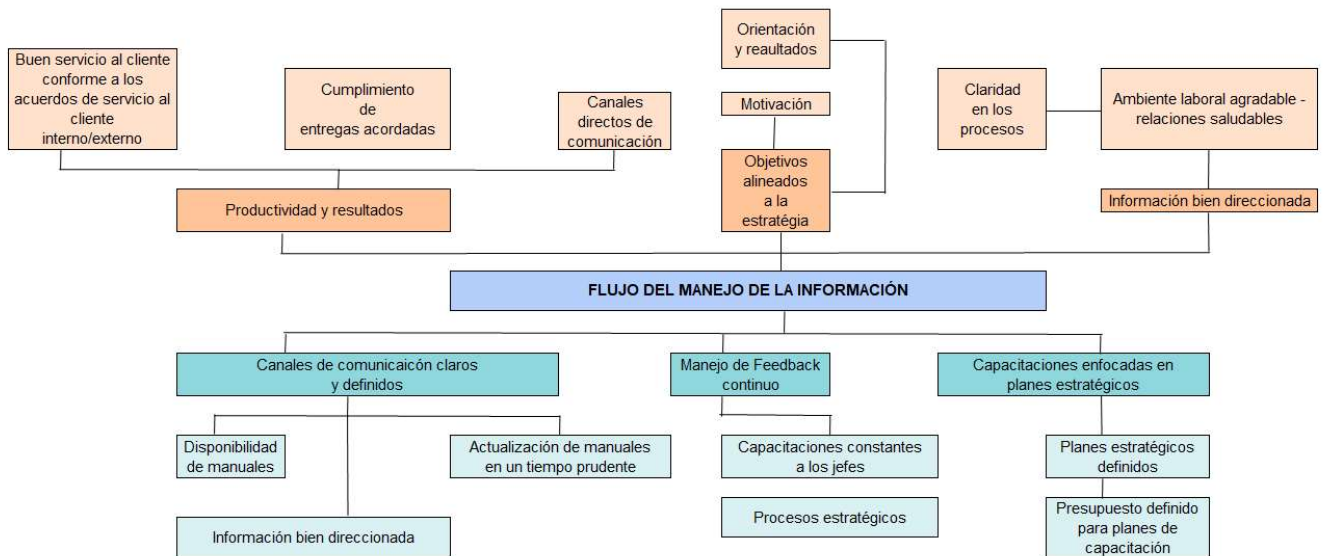 Orientación
y reaultados
Buen servicio al cliente
conforme a los
acuerdos de servicio al
cliente
interno/externo
Cumplimiento
de
entregas acordadas
Canales
directos de
comunicación
Motivación
Claridad
en los
procesos
Ambiente laboral agradable -
relaciones saludables
Productividad y resultados
Objetivos
alineados
a la
estratégia
Información bien direccionada
FLUJO DEL MANEJO DE LA INFORMACIÓN
Canales de comunicaicón claros
y definidos
Manejo de Feedback
continuo
Capacitaciones enfocadas en
planes estratégicos
Disponibilidad
de manuales
Actualización de manuales
en un tiempo prudente
Capacitaciones constantes
a los jefes
Planes estratégicos
definidos
Información bien direccionada
Procesos estratégicos
Presupuesto definido
para planes de
capacitación